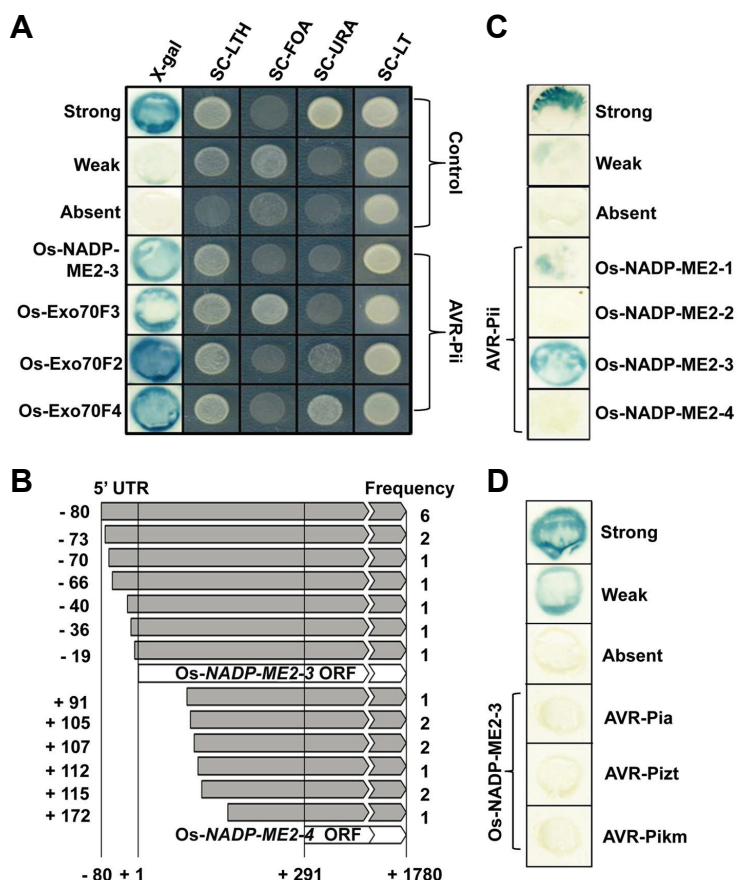 A
X-gal
SC-LTH
SC-FOA
SC-URA
SC-LT
Strong
Weak
Absent
Os-NADP-
ME2-3
Os-Exo70F3
Os-Exo70F2
Os-Exo70F4
Control
AVR-Pii
C
Strong
Weak
Absent
Os-NADP-ME2-1
Os-NADP-ME2-2
Os-NADP-ME2-3
Os-NADP-ME2-4
AVR-Pii
B
5' UTR Frequency
- 80 6
- 73 2
- 70 1
- 66 1
- 40 1
- 36 1
- 19 1
Os-NADP-ME2-3 ORF
+ 91 1
+ 105 2
+ 107 2
+ 112 1
+ 115 2
+ 172 1
Os-NADP-ME2-4 ORF
- 80 + 1 + 291 + 1780
D
Strong
Weak
Absent
AVR-Pia
AVR-Pizt
AVR-Pikm
Os-NADP-ME2-3